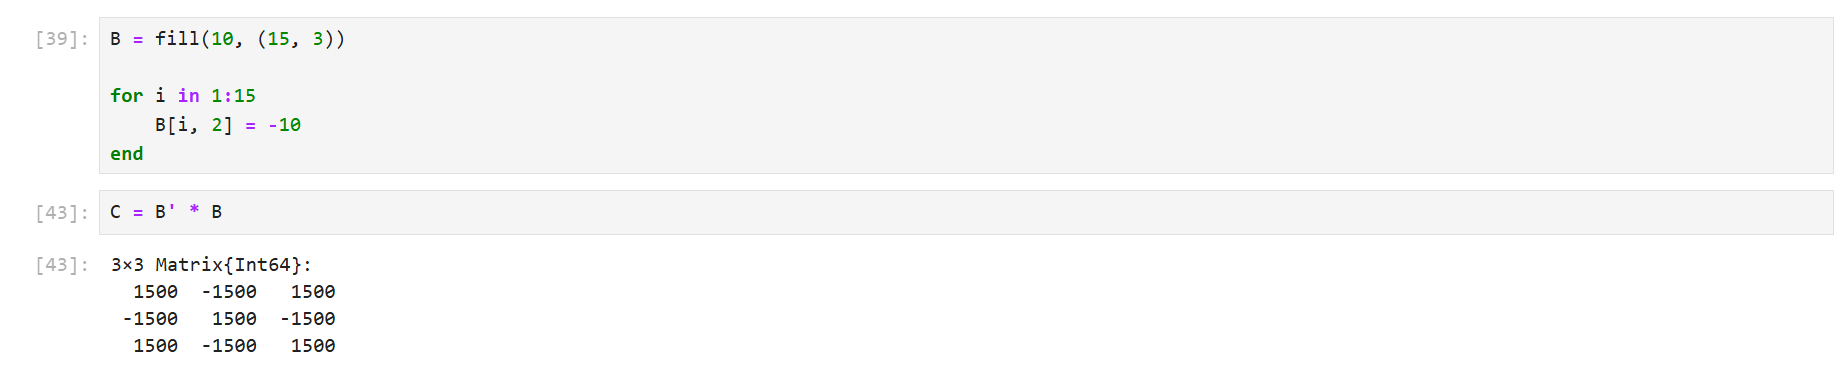 [39]: B = fill(10, (15, 3))
for i in 1:15
    B[i, 2] = -10
end
[43]: C = B' * B
[43]: 3×3 Matrix{Int64}:
  1500  -1500   1500
 -1500   1500  -1500
  1500  -1500   1500